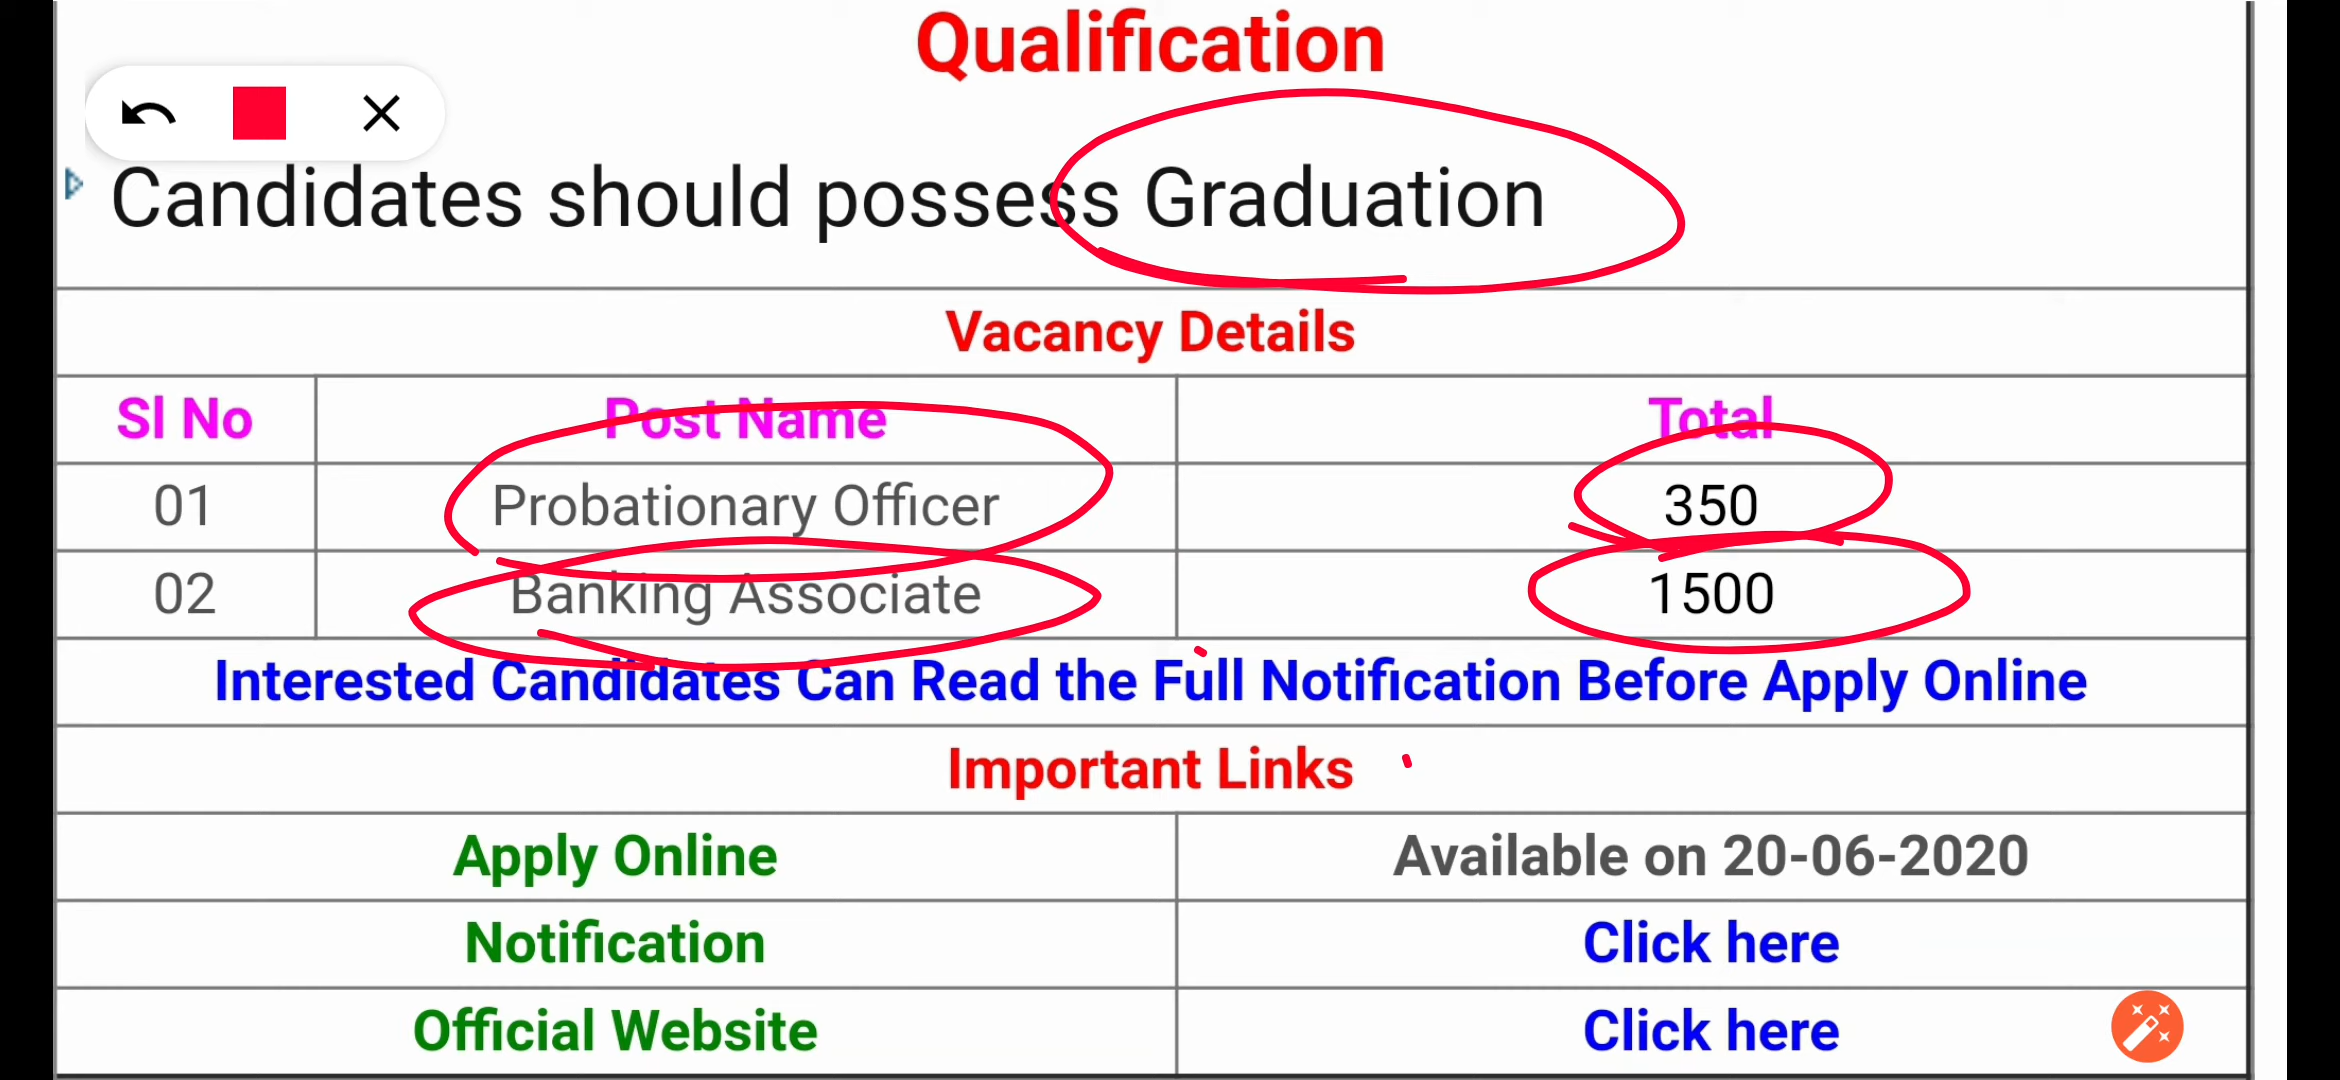 Qualification
Candidates should possess Graduation
Vacancy Details
Sl No Post Name Total
01 Probationary Officer 350
02 Banking Associate 1500
Interested Candidates Can Read the Full Notification Before Apply Online
Important Links
Apply Online Available on 20-06-2020
Notification Click here
Official Website Click here